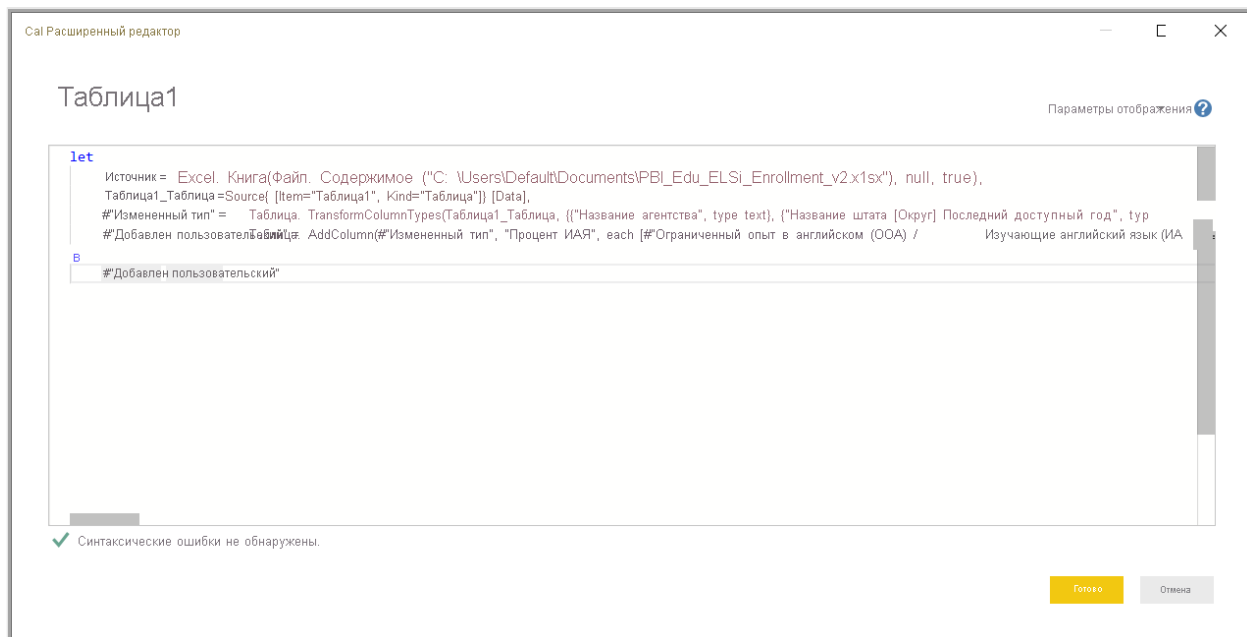 Cal Расширенный редактор
Таблица1
Параметры отображения
let
Источник = Excel. Книга(Файл. Содержимое ("C: \Users\Default\Documents\PBI_Edu_ELSi_Enrollment_v2.x1sx"), null, true),
Таблица1_Таблица =Source{ [Item="Таблица1", Kind="Таблица"]} [Data],
#"Измененный тип" = Таблица. TransformColumnTypes(Таблица1_Таблица, {{"Название агентства", type text), {"Название штата [Округ] Последний доступный год", typ
#"Добавлен пользовательский" = Таблица. AddColumn(#"Измененный тип", "Процент ИАЯ", each [#"Ограниченный опыт в английском (ООА) / Изучающие английский язык (ИА
В
#"Добавлен пользовательский"
Синтаксические ошибки не обнаружены.
Готово Отмена